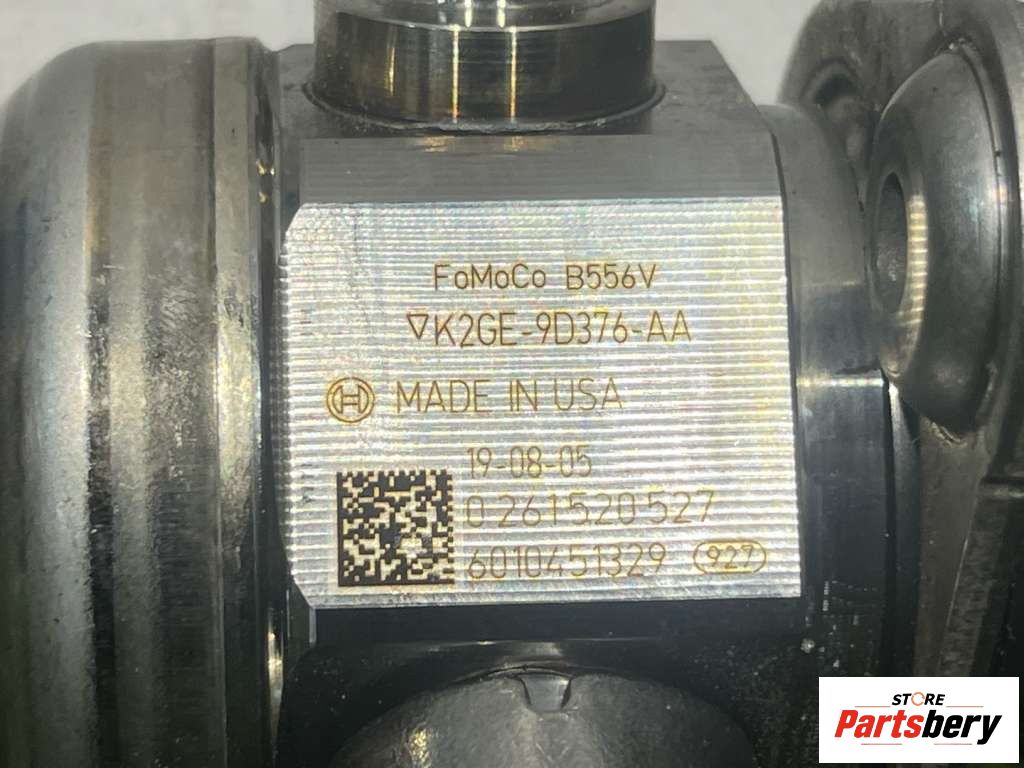 FoMoCo B556V
▽K2GE-9D376-AA
MADE IN USA
19-08-05
0 261 520 527
6010451329 927
STORE
Partsbery